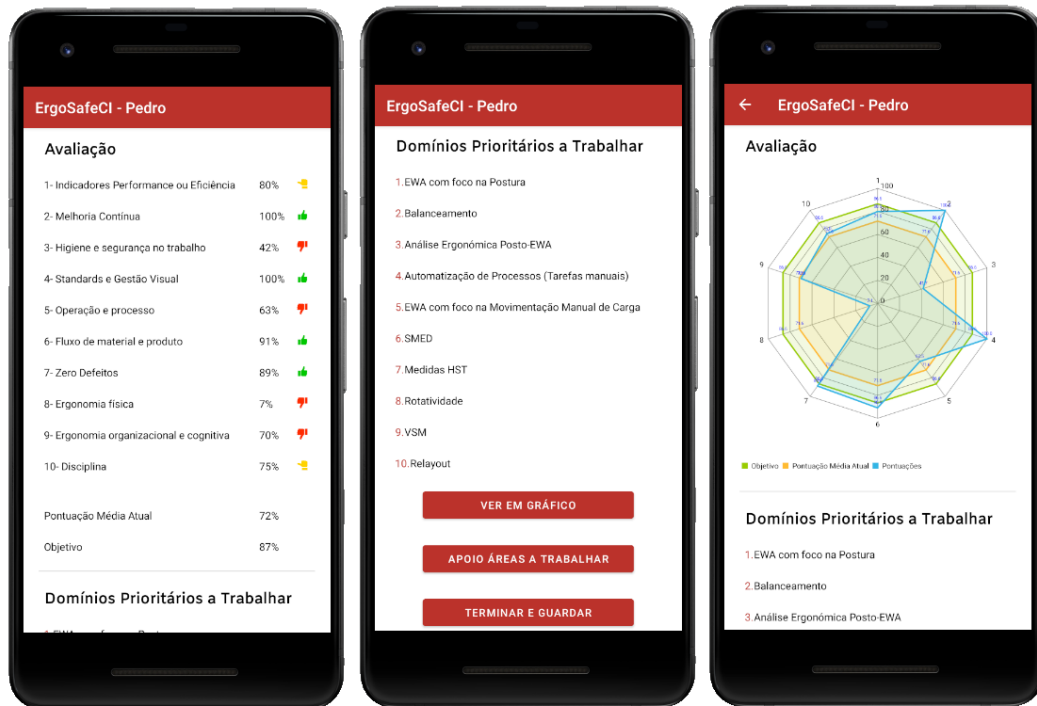 ErgoSafeCI - Pedro
Avaliação
1- Indicadores Performance ou Eficiência 80%
2- Melhoria Contínua 100%
3- Higiene e segurança no trabalho 42%
4- Standards e Gestão Visual 100%
5- Operação e processo 63%
6- Fluxo de material e produto 91%
7- Zero Defeitos 89%
8- Ergonomia física 7%
9- Ergonomia organizacional e cognitiva 70%
10- Disciplina 75%
Pontuação Média Atual 72%
Objetivo 87%
Domínios Prioritários a Trabalhar
ErgoSafeCI - Pedro
Domínios Prioritários a Trabalhar
1.EWA com foco na Postura
2.Balanceamento
3.Análise Ergonómica Posto-EWA
4.Automatização de Processos (Tarefas manuais)
5.EWA com foco na Movimentação Manual de Carga
6.SMED
7.Medidas HST
8.Rotatividade
9.VSM
10.Relayout
VER EM GRÁFICO
APOIO ÁREAS A TRABALHAR
TERMINAR E GUARDAR
ErgoSafeCI - Pedro
Avaliação
1
100
80
60
40
20
0
2
3
4
5
6
7
8
9
10
Objetivo Pontuação Média Atual Pontuações
Domínios Prioritários a Trabalhar
1.EWA com foco na Postura
2.Balanceamento
3.Análise Ergonómica Posto-EWA